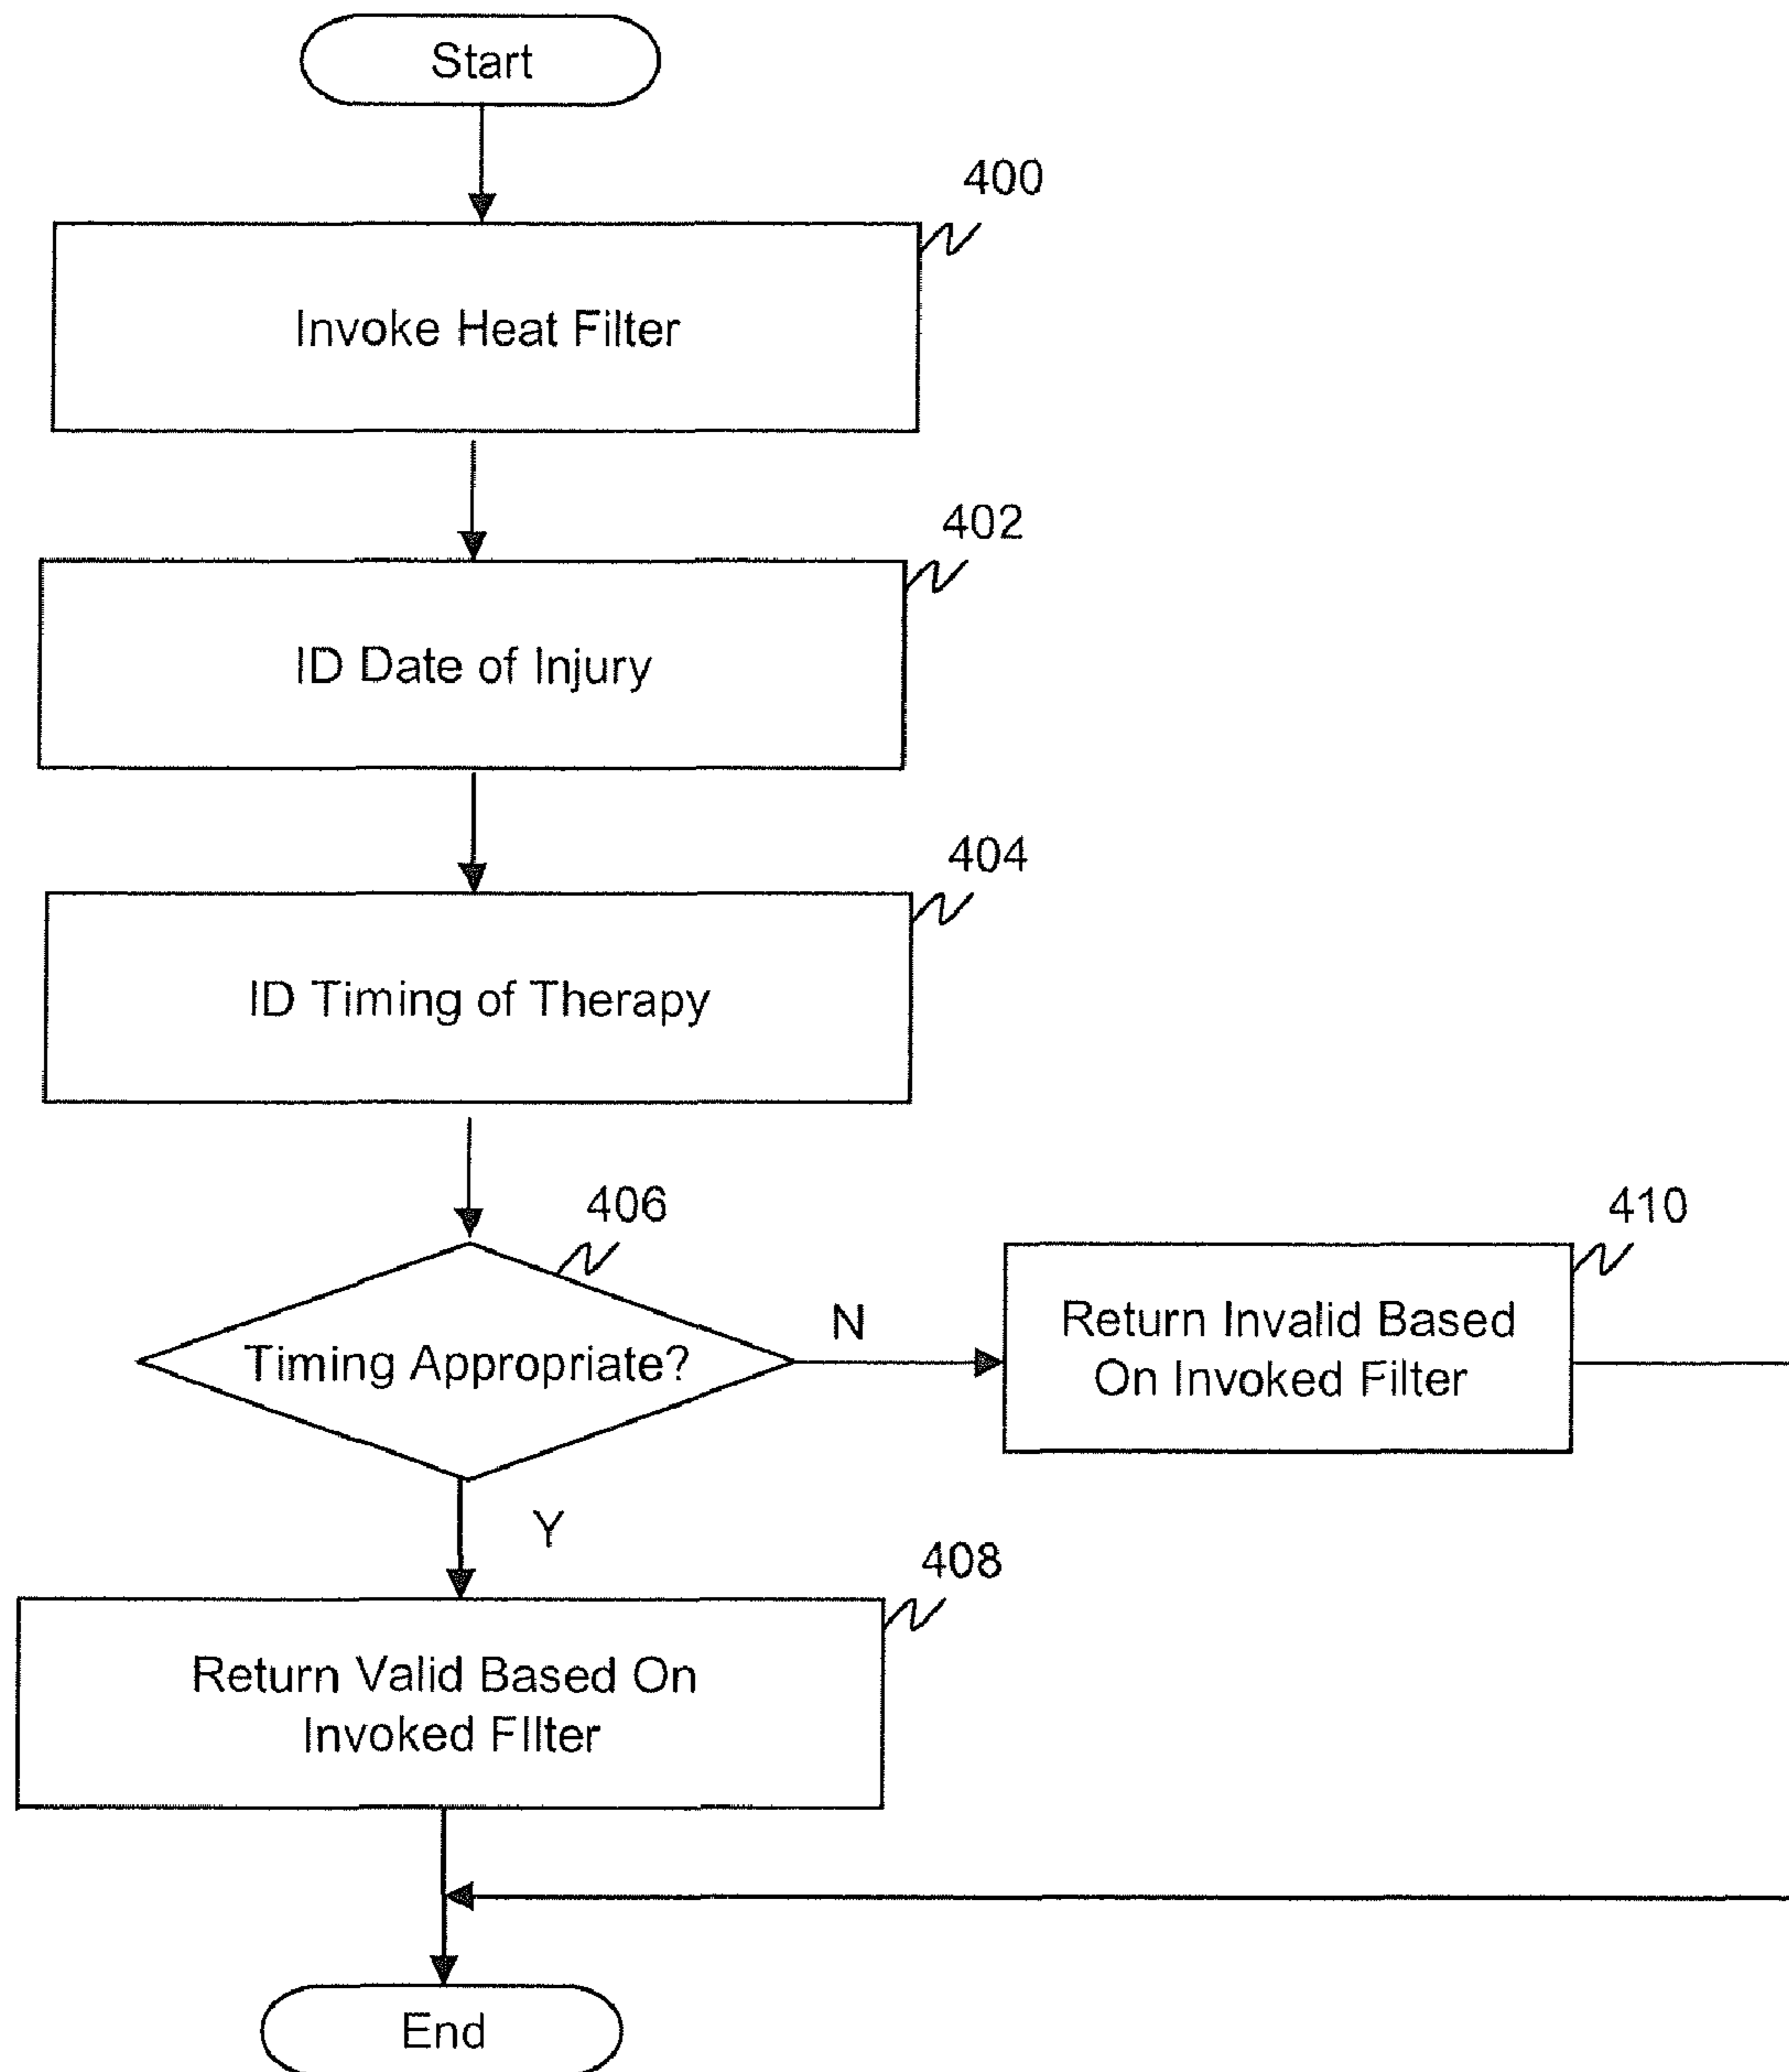 Start
400
Invoke Heat Filter
402
ID Date of Injury
404
ID Timing of Therapy
406
Timing Appropriate?
N
410
Return Invalid Based
On Invoked Filter
Y
408
Return Valid Based On
Invoked FIlter
End